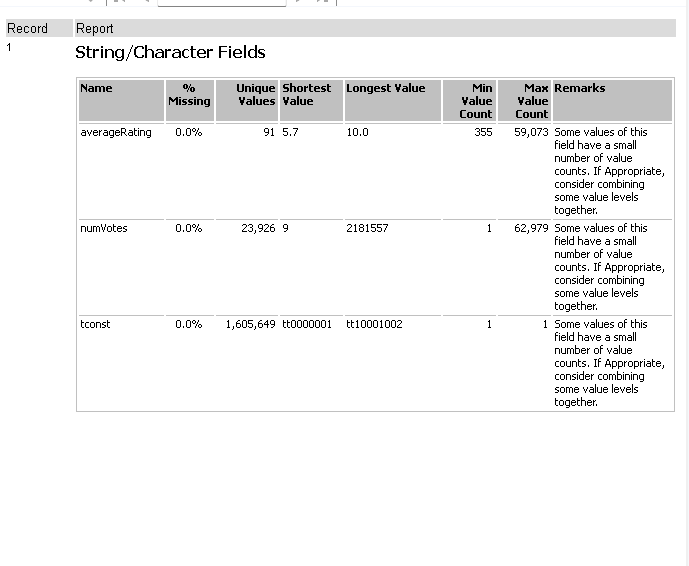 Record Report
1 String/Character Fields
Name % Missing Unique Values Shortest Value Longest Value Min Value Count Max Value Count Remarks
averageRating 0.0% 91 5.7 10.0 355 59,073 Some values of this
field have a small
number of value
counts. If Appropriate,
consider combining
some value levels
together.
numVotes 0.0% 23,926 9 2181557 1 62,979 Some values of this
field have a small
number of value
counts. If Appropriate,
consider combining
some value levels
together.
tconst 0.0% 1,605,649 tt0000001 tt10001002 1 1 Some values of this
field have a small
number of value
counts. If Appropriate,
consider combining
some value levels
together.